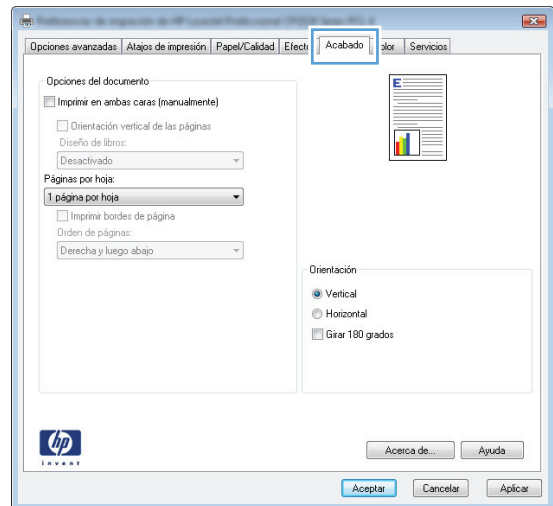 Opciones avanzadas Atajos de impresión Papel/Calidad Acabado Servicios
Opciones del documento
Imprimir en ambas caras (manualmente)
Orientación vertical de las páginas
Diseño de libros:
Desactivado
Páginas por hoja:
1 página por hoja
Imprimir bordes de página
Orden de páginas:
Derecha y luego abajo
E
Orientación
Vertical
Horizontal
Girar 180 grados
hp
invent
Acerca de... Ayuda
Aceptar Cancelar Aplicar